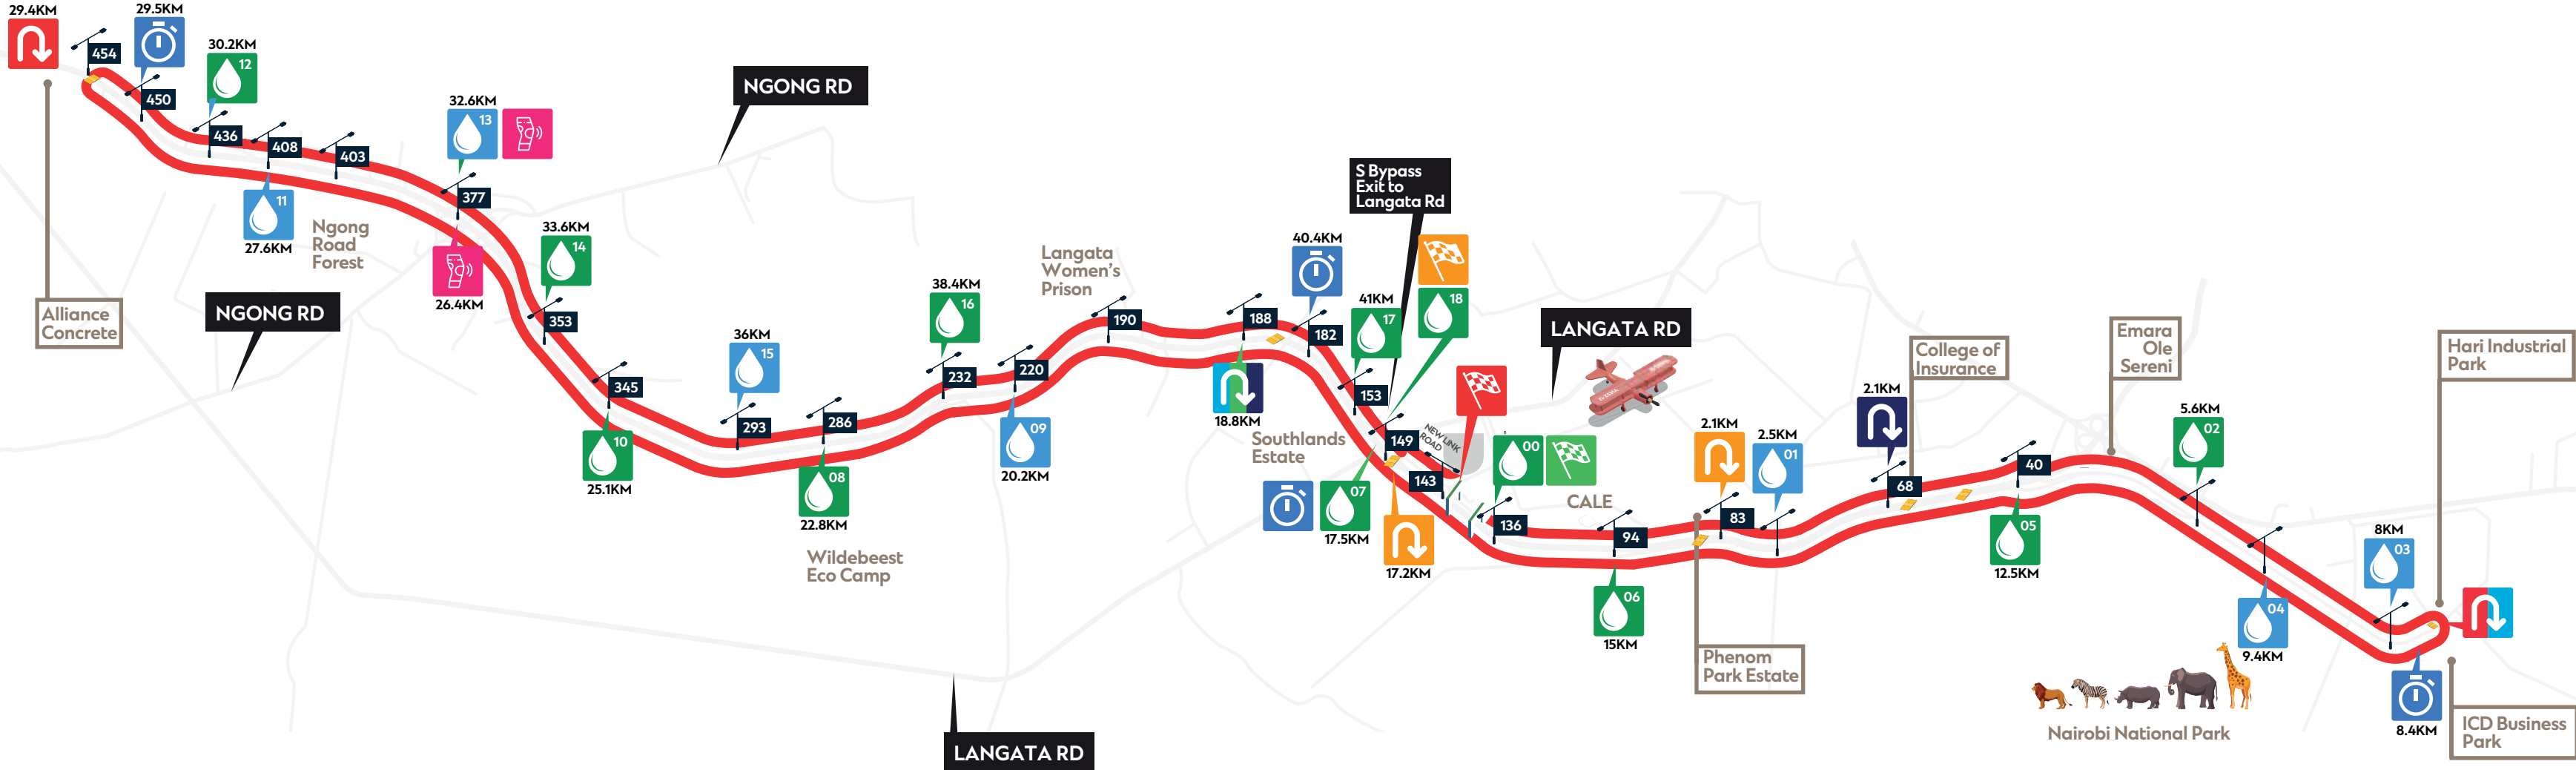 29.4KM
454
29.5KM
450
30.2KM
12
436
408
403
11
27.6KM
Ngong
Road
Forest
Alliance
Concrete
NGONG RD
32.6KM
13
377
26.4KM
NGONG RD
33.6KM
14
353
345
10
25.1KM
36KM
15
293
286
08
22.8KM
Wildebeest
Eco Camp
38.4KM
16
232
220
09
20.2KM
LANGATA RD
Langata
Women's
Prison
190
188
18.8KM
Southlands
Estate
40.4KM
182
S Bypass
Exit to
Langata Rd
41KM
17
18
153
149
NEW LINK
ROAD
143
07
17.5KM
17.2KM
00
136
LANGATA RD
CALE
94
06
15KM
2.1KM
83
2.5KM
01
Phenom
Park Estate
2.1KM
68
College of
Insurance
40
05
12.5KM
Emara
Ole
Sereni
5.6KM
02
04
9.4KM
Nairobi National Park
8KM
03
8.4KM
Hari Industrial
Park
ICD Business
Park